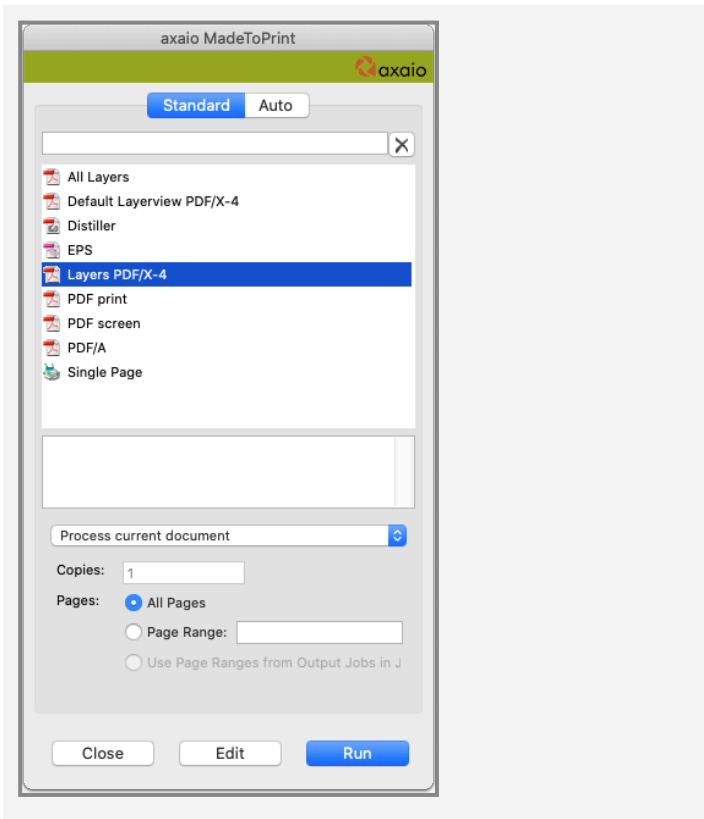 axaio MadeToPrint
axaio
Standard Auto
All Layers
Default Layerview PDF/X-4
Distiller
EPS
Layers PDF/X-4
PDF print
PDF screen
PDF/A
Single Page
Process current document
Copies: 1
Pages: All Pages
Page Range:
Use Page Ranges from Output Jobs in J
Close Edit Run